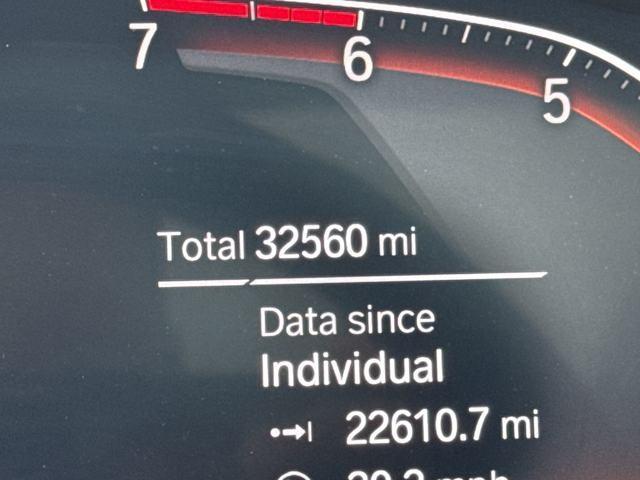 7
6
5
Total 32560 mi
Data since
Individual
22610.7 mi